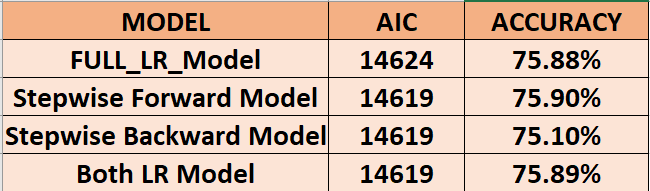 MODEL AIC ACCURACY
FULL_LR_Model 14624 75.88%
Stepwise Forward Model 14619 75.90%
Stepwise Backward Model 14619 75.10%
Both LR Model 14619 75.89%